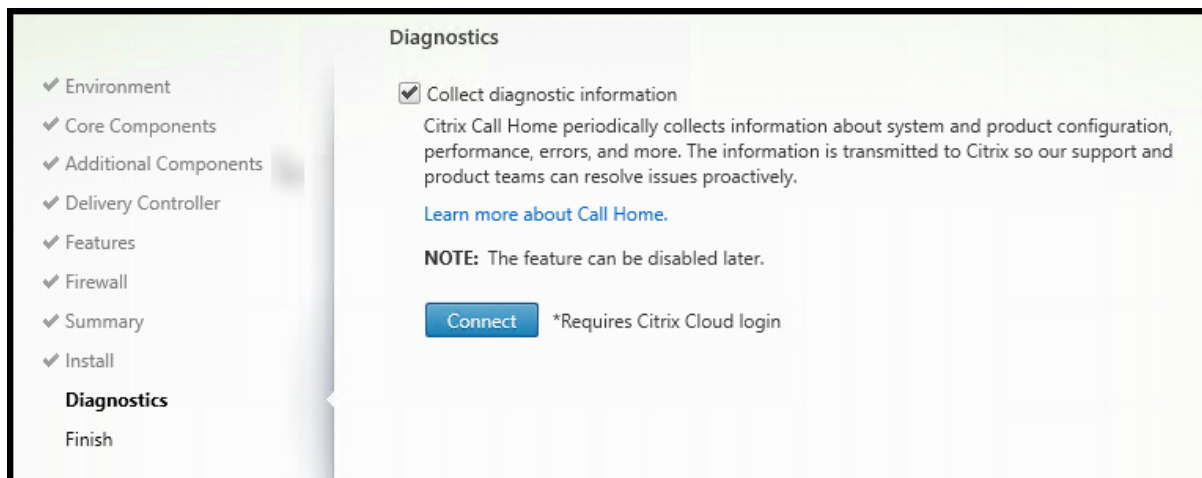 Diagnostics
Environment
Core Components
Additional Components
Delivery Controller
Features
Firewall
Summary
Install
Diagnostics
Finish
Collect diagnostic information
Citrix Call Home periodically collects information about system and product configuration,
performance, errors, and more. The information is transmitted to Citrix so our support and
product teams can resolve issues proactively.
Learn more about Call Home.
NOTE: The feature can be disabled later.
Connect *Requires Citrix Cloud login